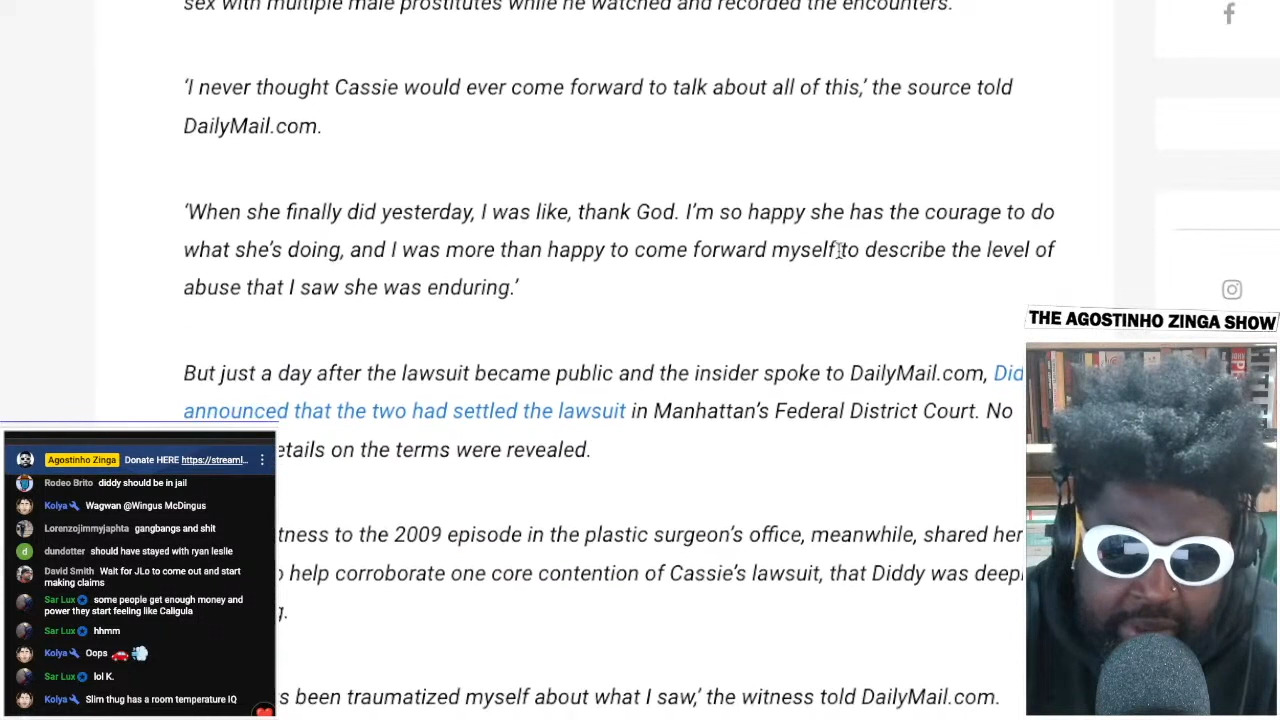 sex with multiple male prostitutes while he watched and recorded the encounters.
‘I never thought Cassie would ever come forward to talk about all of this,’ the source told
DailyMail.com.
‘When she finally did yesterday, I was like, thank God. I’m so happy she has the courage to do
what she’s doing, and I was more than happy to come forward myself to describe the level of
abuse that I saw she was enduring.’
But just a day after the lawsuit became public and the insider spoke to DailyMail.com, Did
announced that the two had settled the lawsuit in Manhattan’s Federal District Court. No
etails on the terms were revealed.
tness to the 2009 episode in the plastic surgeon’s office, meanwhile, shared her
o help corroborate one core contention of Cassie’s lawsuit, that Diddy was deepl
g.
s been traumatized myself about what I saw,’ the witness told DailyMail.com.
THE AGOSTINHO ZINGA SHOW
Agostinho Zinga Donate HERE https://streaml...
Rodeo Brito diddy should be in jail
Kolya Wagwan @Wingus McDingus
Lorenzojimmyjaphta gangbangs and shit
d dundotter should have stayed with ryan leslie
David Smith Wait for JLo to come out and start
making claims
Sar Lux some people get enough money and
power they start feeling like Caligula
Sar Lux hhmm
Kolya Oops 🚗 💨
Sar Lux lol K.
Kolya Slim thug has a room temperature IQ